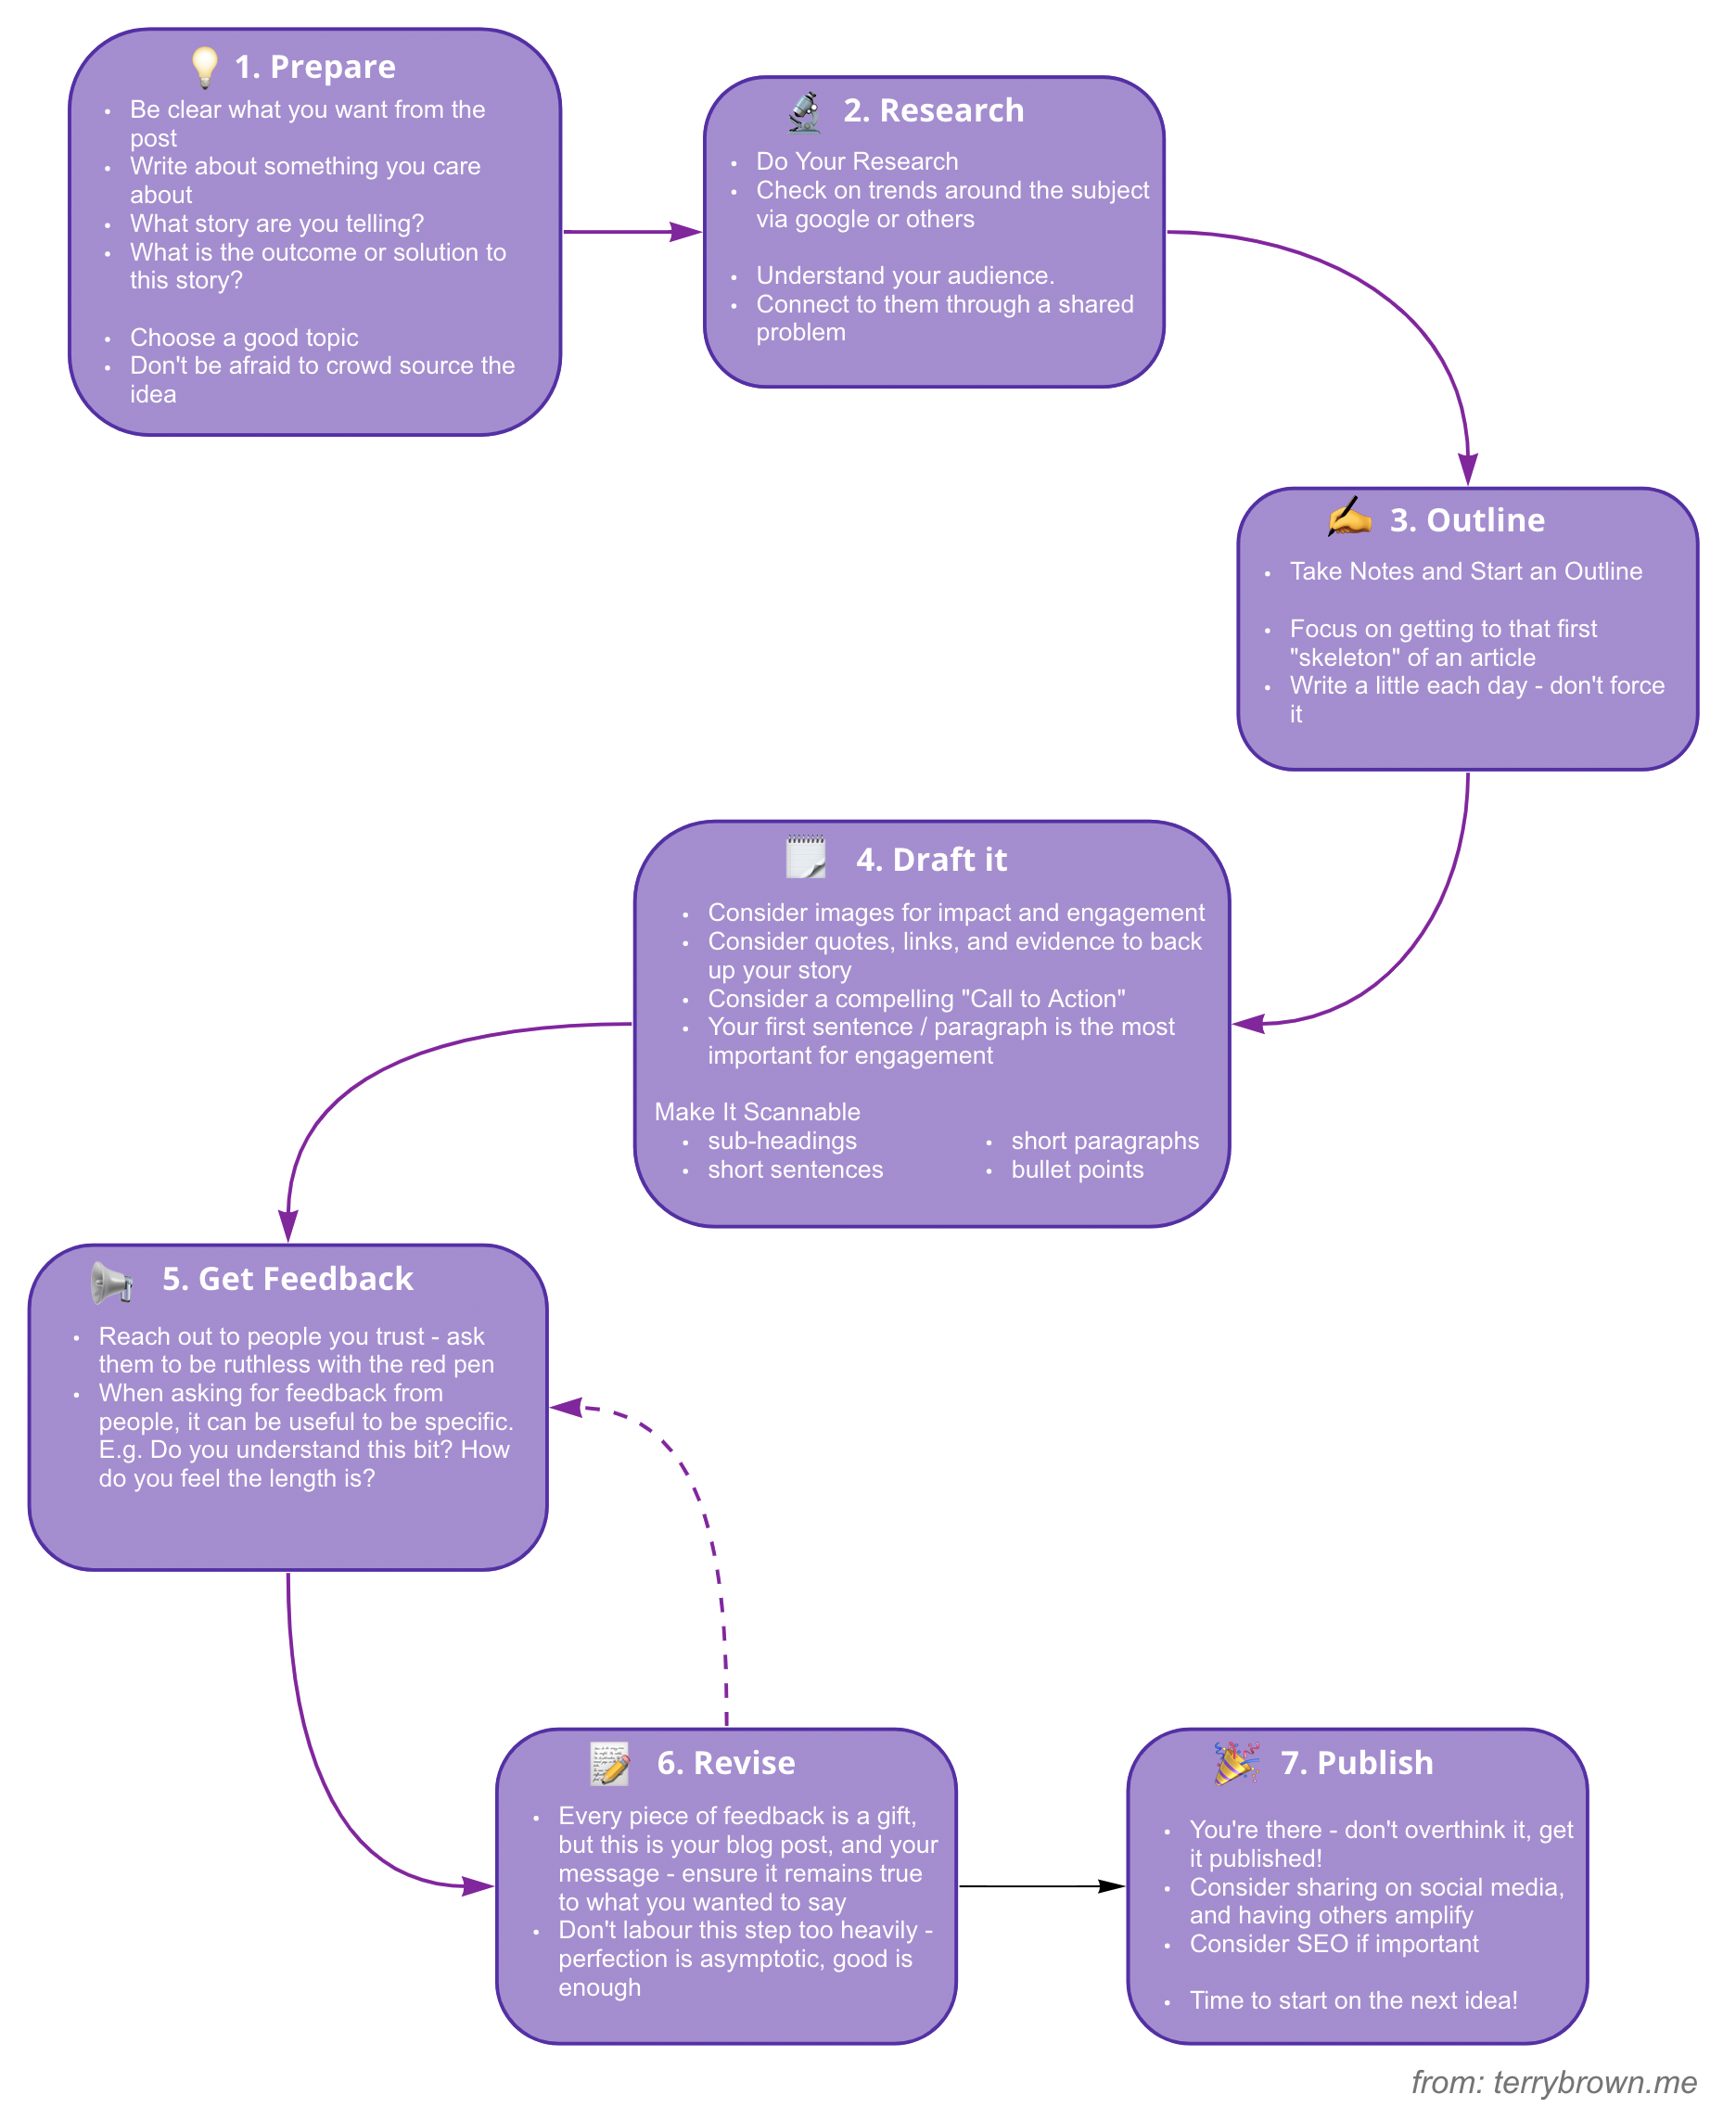 1. Prepare
• Be clear what you want from the
post
• Write about something you care
about
• What story are you telling?
• What is the outcome or solution to
this story?
• Choose a good topic
• Don't be afraid to crowd source the
idea
2. Research
• Do Your Research
• Check on trends around the subject
via google or others
• Understand your audience.
• Connect to them through a shared
problem
3. Outline
• Take Notes and Start an Outline
• Focus on getting to that first
"skeleton" of an article
• Write a little each day - don't force
it
4. Draft it
• Consider images for impact and engagement
• Consider quotes, links, and evidence to back
up your story
• Consider a compelling "Call to Action"
• Your first sentence / paragraph is the most
important for engagement
Make It Scannable
• sub-headings
• short sentences
• short paragraphs
• bullet points
5. Get Feedback
• Reach out to people you trust - ask
them to be ruthless with the red pen
• When asking for feedback from
people, it can be useful to be specific.
E.g. Do you understand this bit? How
do you feel the length is?
6. Revise
• Every piece of feedback is a gift,
but this is your blog post, and your
message - ensure it remains true
to what you wanted to say
• Don't labour this step too heavily -
perfection is asymptotic, good is
enough
7. Publish
• You're there - don't overthink it, get
it published!
• Consider sharing on social media,
and having others amplify
• Consider SEO if important
• Time to start on the next idea!
from: terrybrown.me